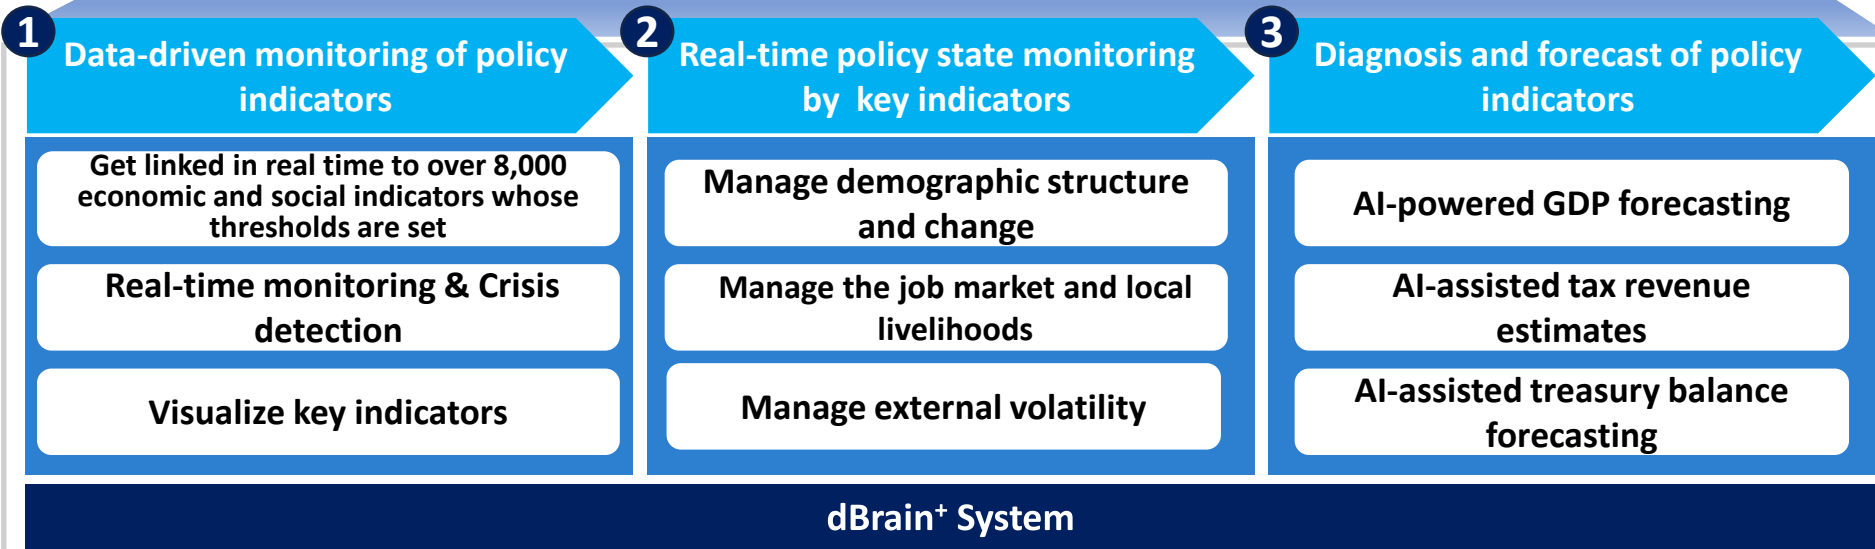 1
Data-driven monitoring of policy
indicators
Get linked in real time to over 8,000
economic and social indicators whose
thresholds are set
Real-time monitoring & Crisis
detection
Visualize key indicators
2
Real-time policy state monitoring
by key indicators
Manage demographic structure
and change
Manage the job market and local
livelihoods
Manage external volatility
3
Diagnosis and forecast of policy
indicators
AI-powered GDP forecasting
AI-assisted tax revenue
estimates
AI-assisted treasury balance
forecasting
dBrain⁺ System